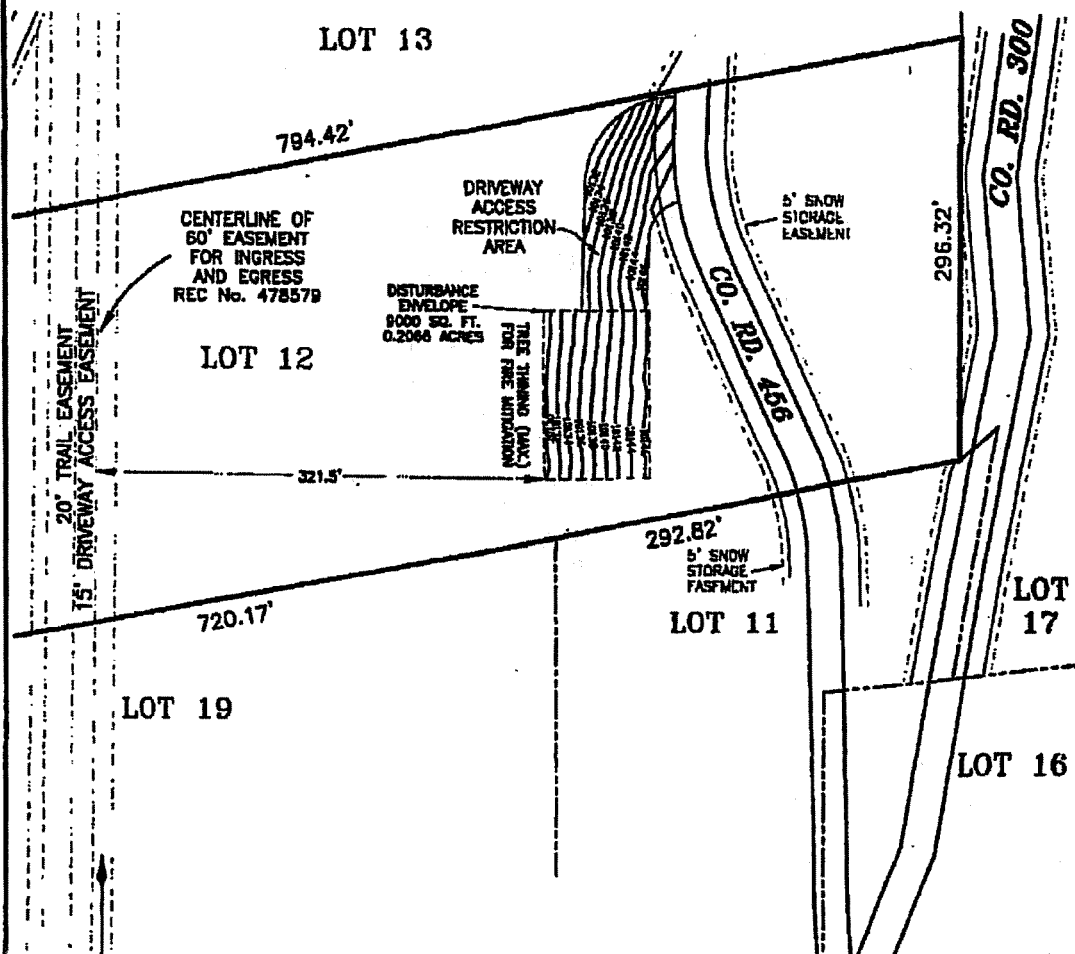 LOT 13
CO. RD. 300
794.42'
DRIVEWAY
ACCESS
RESTRICTION
AREA
5' SNOW
STORAGE
EASEMENT
296.32'
CENTERLINE OF
60' EASEMENT
FOR INGRESS
AND EGRESS
REC No. 478579
DISTURBANCE
ENVELOPE
9000 SQ. FT.
0.2066 ACRES
CO. RD. 456
LOT 12
TREE THINING (MAX.)
FOR FIRE MITIGATION
20' TRAIL EASEMENT
15' DRIVEWAY ACCESS EASEMENT
321.5'
292.82'
5' SNOW
STORAGE
EASEMENT
720.17'
LOT 11
LOT
17
LOT 19
LOT 16